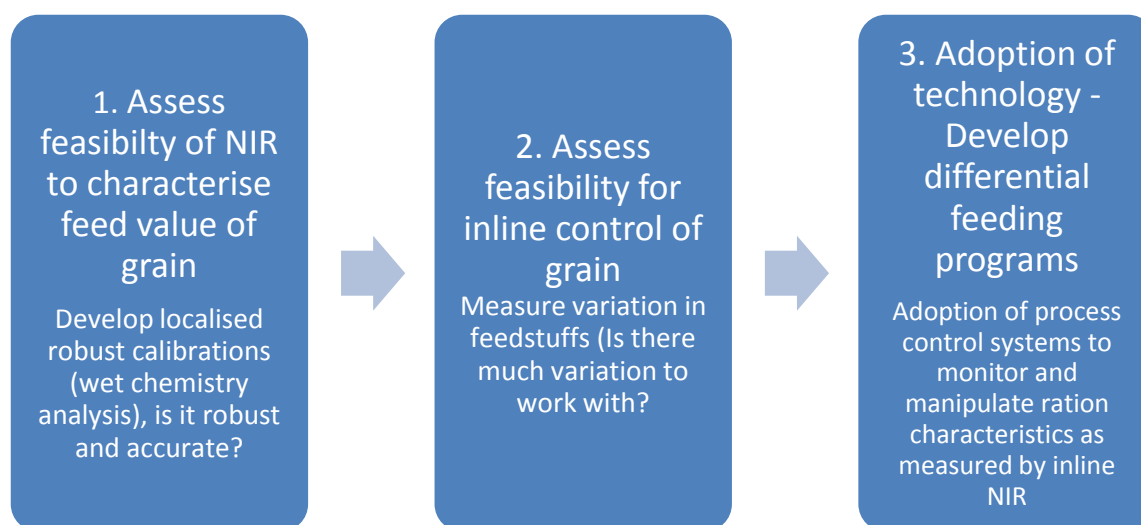 1. Assess
feasibilty of NIR
to characterise
feed value of
grain
Develop localised
robust calibrations
(wet chemistry
analysis), is it robust
and accurate?
2. Assess
feasibility for
inline control of
grain
Measure variation in
feedstuffs (Is there
much variation to
work with?
3. Adoption of
technology -
Develop
differential
feeding
programs
Adoption of process
control systems to
monitor and
manipulate ration
characteristics as
measured by inline
NIR